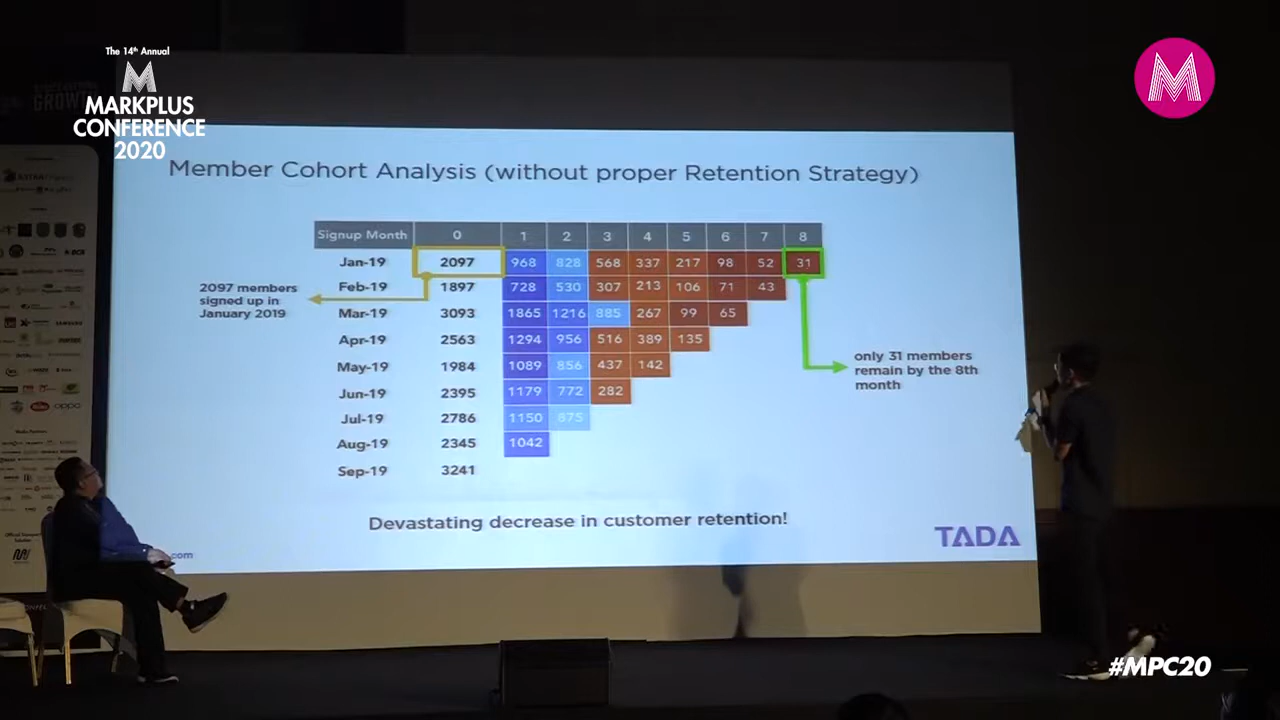 The 14th Annual
M
MARKPLUS
CONFERENCE
2020
M
Member Cohort Analysis (without proper Retention Strategy)
Signup Month 0 1 2 3 4 5 6 7 8
Jan-19 2097 968 828 568 337 217 98 52 31
Feb-19 1897 728 530 307 213 106 71 43
Mar-19 3093 1865 1216 885 267 99 65
Apr-19 2563 1294 956 516 389 135
May-19 1984 1089 856 437 142
Jun-19 2395 1179 772 282
Jul-19 2786 1150 875
Aug-19 2345 1042
Sep-19 3241
2097 members
signed up in
January 2019
only 31 members
remain by the 8th
month
Devastating decrease in customer retention!
TADA
.com
oppo
#MPC20